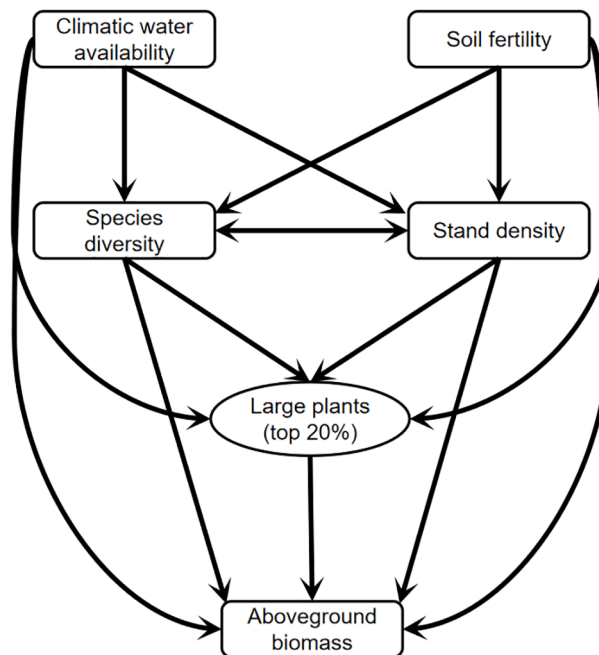 Climatic water
availability
Soil fertility
Species
diversity
Stand density
Large plants
(top 20%)
Aboveground
biomass